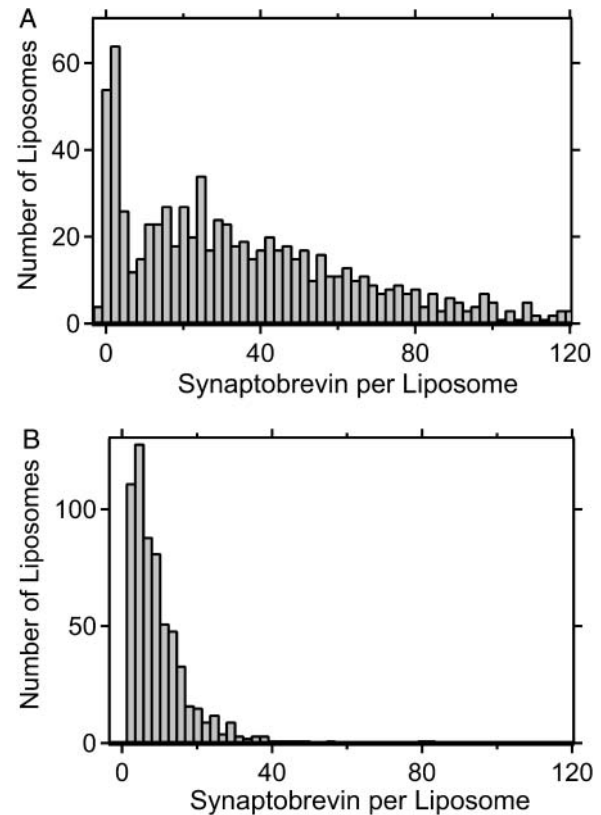 A
Number of Liposomes
60
40
20
0
0 40 80 120
Synaptobrevin per Liposome
B
Number of Liposomes
100
50
0
0 40 80 120
Synaptobrevin per Liposome